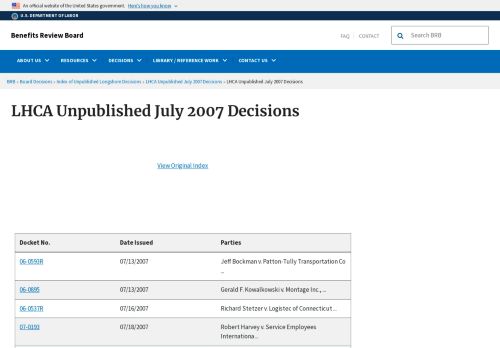 An official website of the United States government. Here's how you know
U.S. DEPARTMENT OF LABOR
Benefits Review Board
FAQ CONTACT
Search BRB
ABOUT US RESOURCES DECISIONS LIBRARY / REFERENCE WORK CONTACT US
BRB › Board Decisions › Index of Unpublished Longshore Decisions › LHCA Unpublished July 2007 Decisions › LHCA Unpublished July 2007 Decisions
LHCA Unpublished July 2007 Decisions
View Original Index
Docket No. Date Issued Parties
06-0593R 07/13/2007 Jeff Bockman v. Patton-Tully Transportation Co
...
06-0895 07/13/2007 Gerald F. Kowalkowski v. Montage Inc., ...
06-0537R 07/16/2007 Richard Stetzer v. Logistec of Connecticut ...
07-0193 07/18/2007 Robert Harvey v. Service Employees
Internationa...